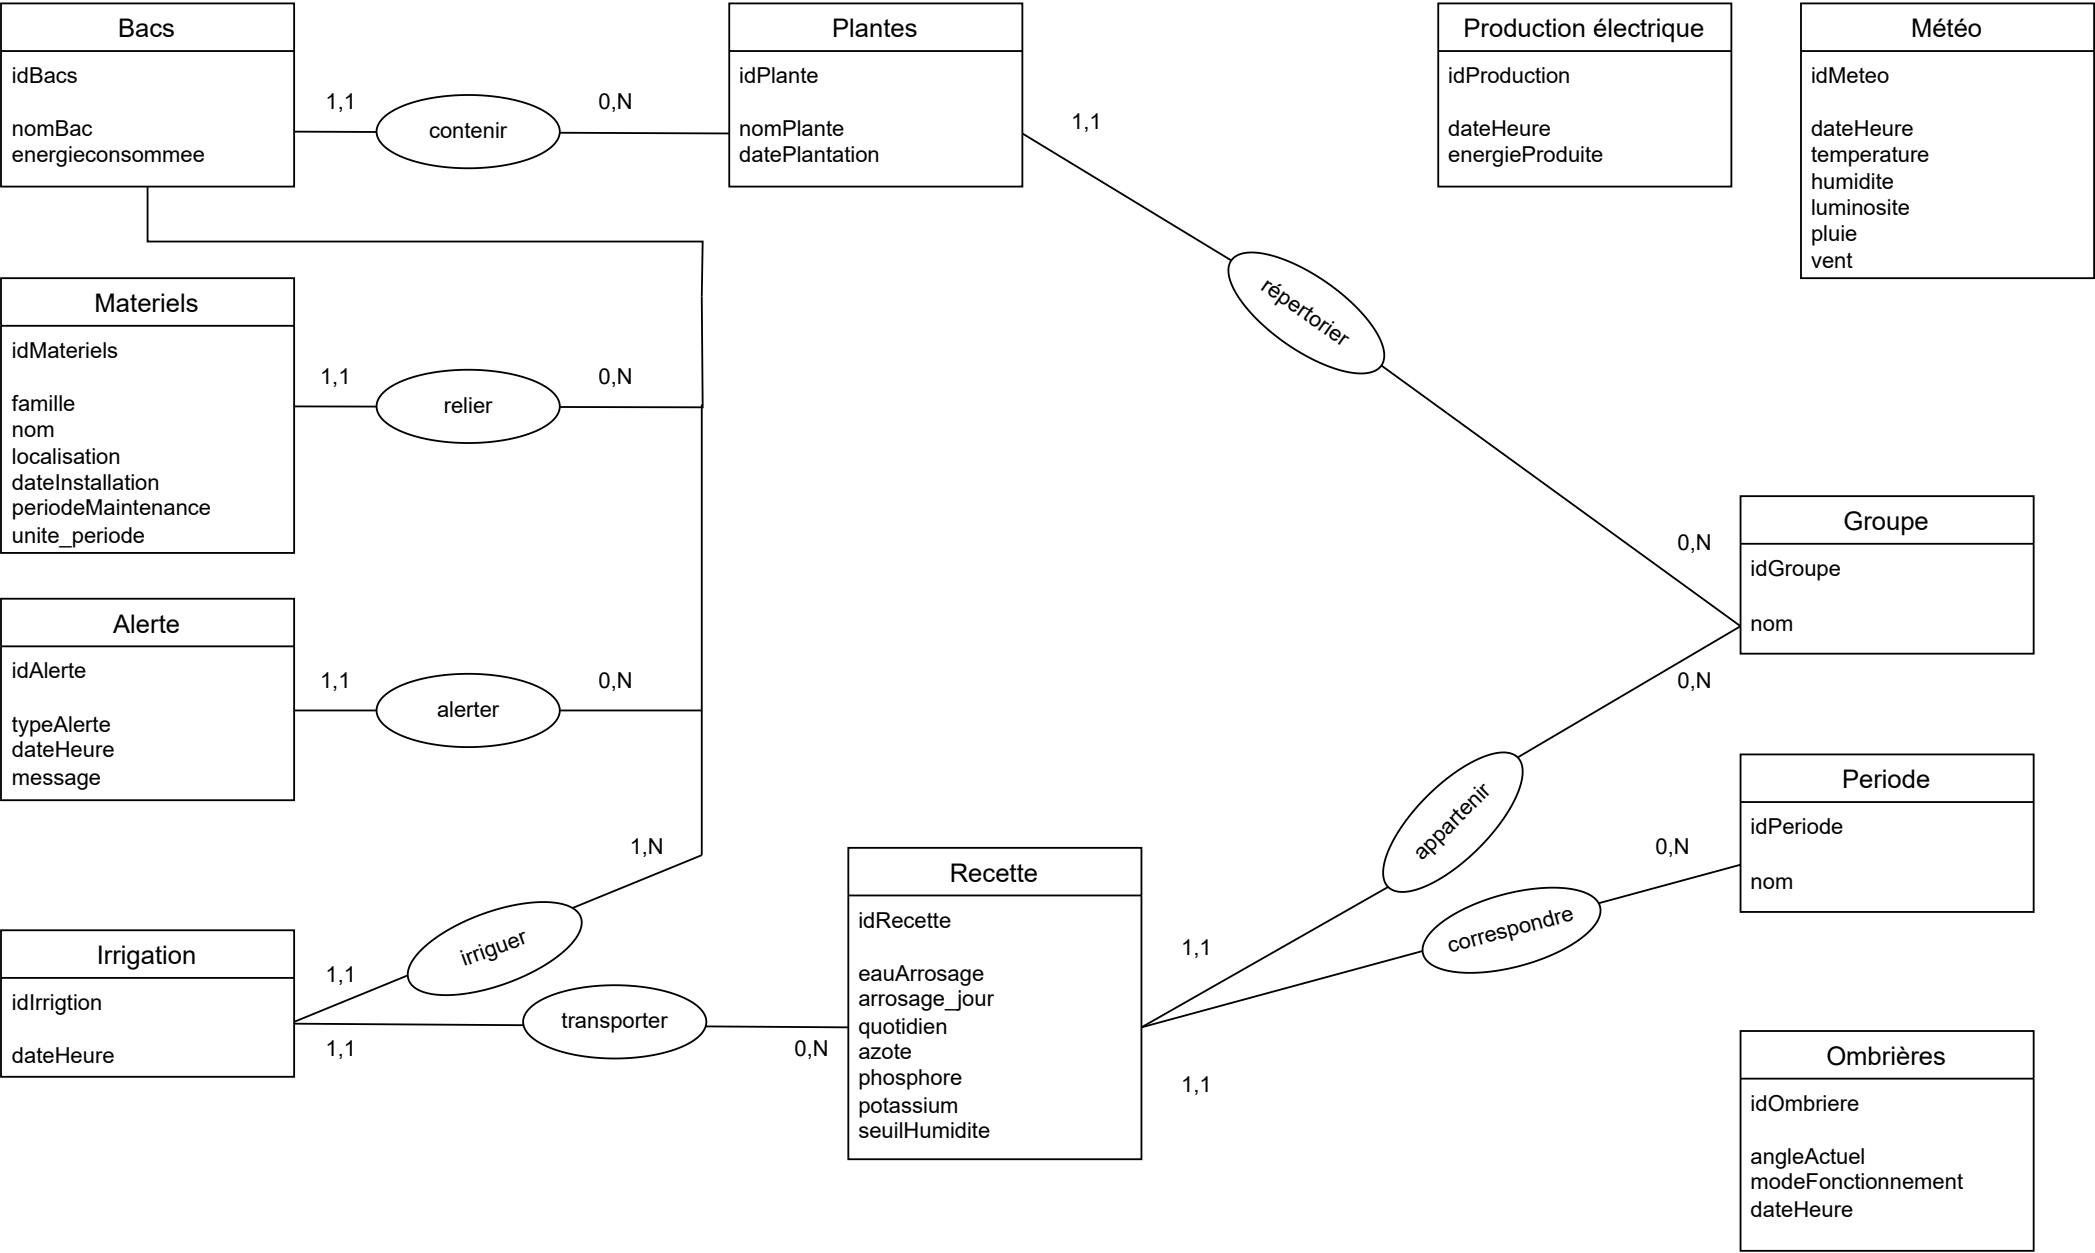 Bacs
idBacs
nomBac
energieconsommee
1,1
contenir
0,N
Plantes
idPlante
nomPlante
datePlantation
1,1
répertorier
Production électrique
idProduction
dateHeure
energieProduite
Météo
idMeteo
dateHeure
temperature
humidite
luminosite
pluie
vent
Materiels
idMateriels
famille
nom
localisation
dateInstallation
periodeMaintenance
unite_periode
1,1
relier
0,N
0,N
Groupe
idGroupe
nom
0,N
Alerte
idAlerte
typeAlerte
dateHeure
message
1,1
alerter
0,N
appartenir
Periode
idPeriode
nom
0,N
correspondre
1,N
irriguer
Irrigation
idIrrigtion
dateHeure
1,1
1,1
transporter
0,N
Recette
idRecette
eauArrosage
arrosage_jour
quotidien
azote
phosphore
potassium
seuilHumidite
1,1
1,1
Ombrières
idOmbriere
angleActuel
modeFonctionnement
dateHeure